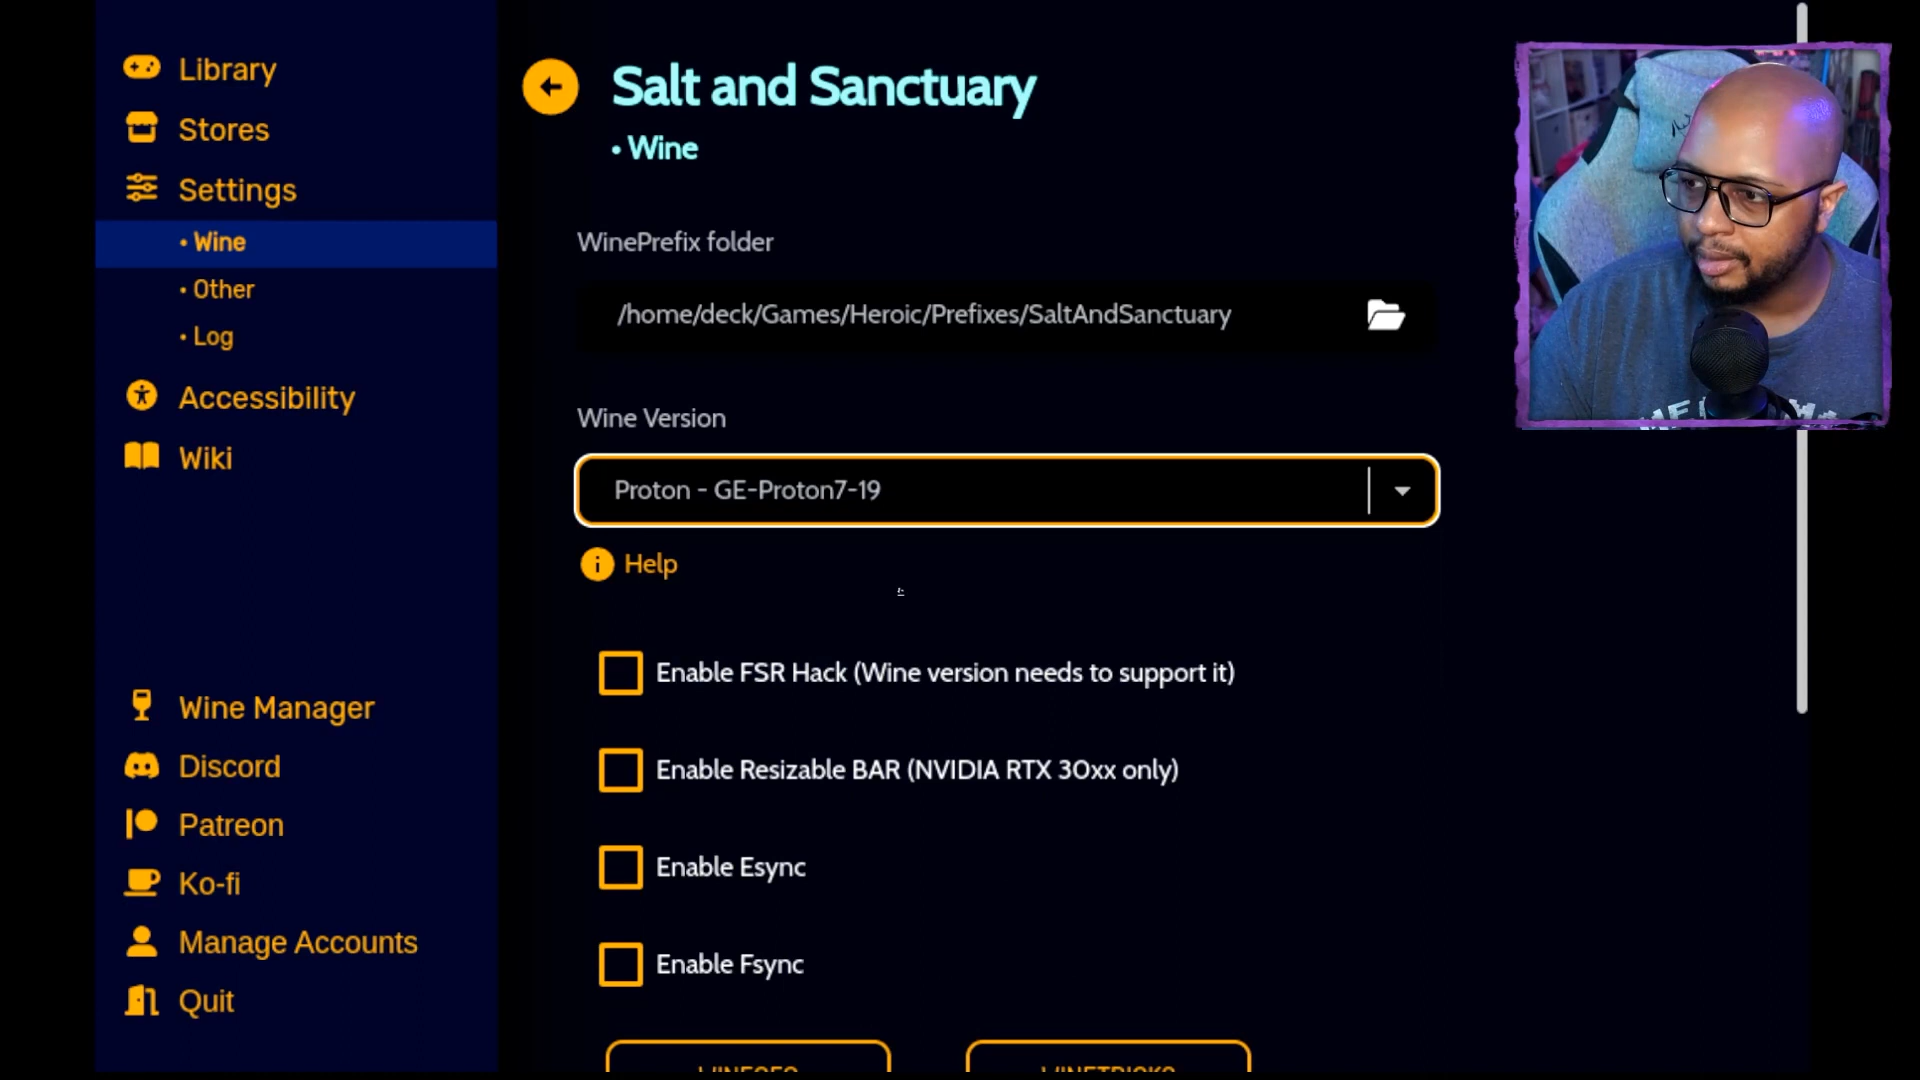 Library
Stores
Settings
• Wine
• Other
• Log
Accessibility
Wiki
Wine Manager
Discord
Patreon
Ko-fi
Manage Accounts
Quit
Salt and Sanctuary
• Wine
WinePrefix folder
/home/deck/Games/Heroic/Prefixes/SaltAndSanctuary
Wine Version
Proton - GE-Proton7-19
Help
Enable FSR Hack (Wine version needs to support it)
Enable Resizable BAR (NVIDIA RTX 30xx only)
Enable Esync
Enable Fsync
WINECFG
WINETRICKS